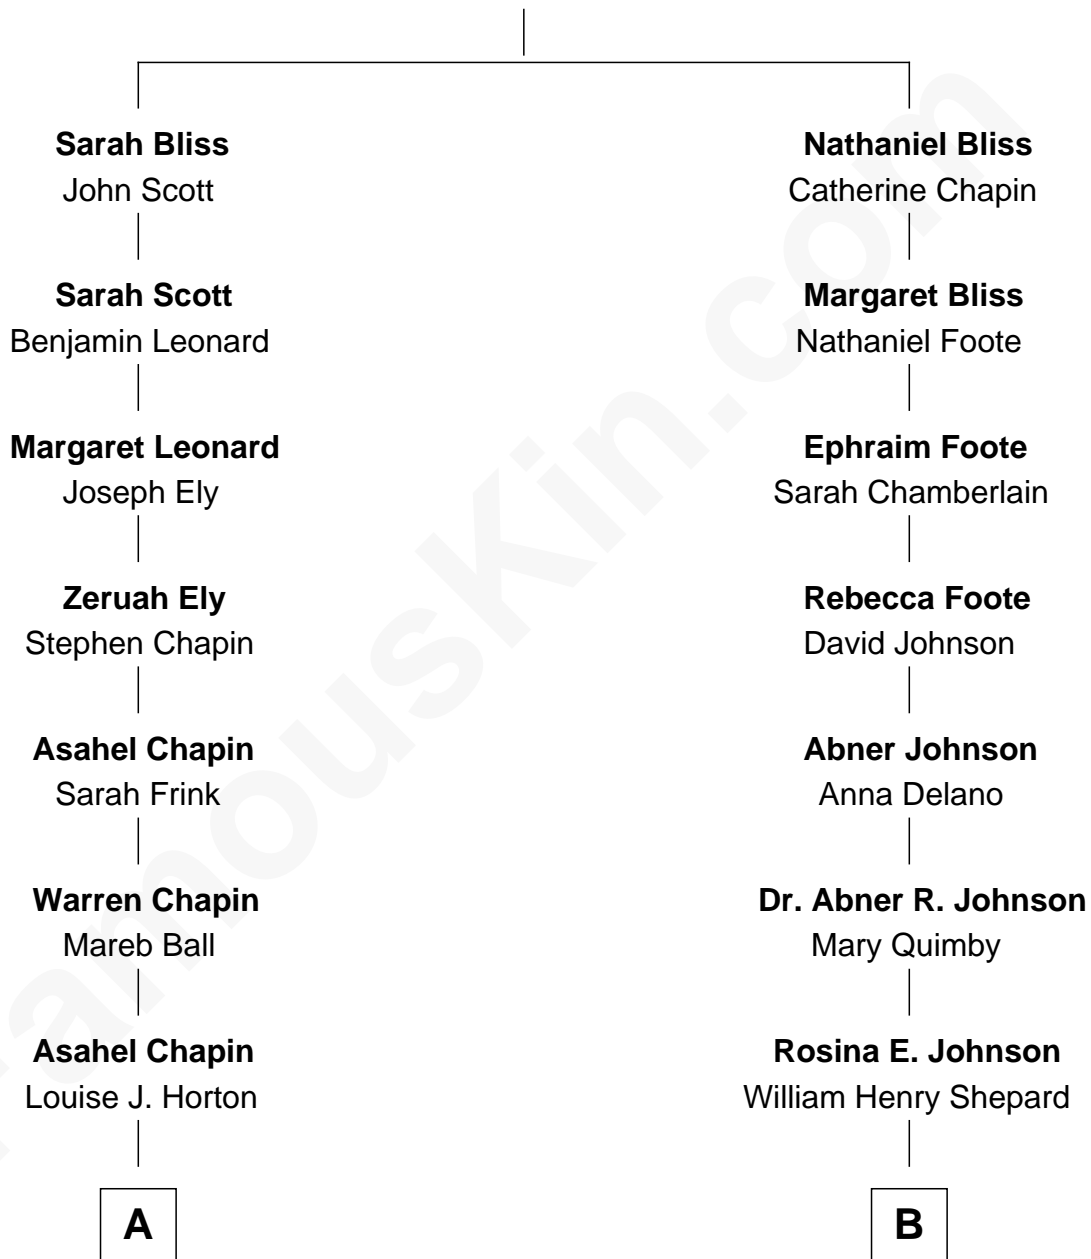 Sarah Bliss
John Scott
Sarah Scott
Benjamin Leonard
Margaret Leonard
Joseph Ely
Zeruah Ely
Stephen Chapin
Asahel Chapin
Sarah Frink
Warren Chapin
Mareb Ball
Asahel Chapin
Louise J. Horton
A
Nathaniel Bliss
Catherine Chapin
Margaret Bliss
Nathaniel Foote
Ephraim Foote
Sarah Chamberlain
Rebecca Foote
David Johnson
Abner Johnson
Anna Delano
Dr. Abner R. Johnson
Mary Quimby
Rosina E. Johnson
William Henry Shepard
B
FamousKin.com